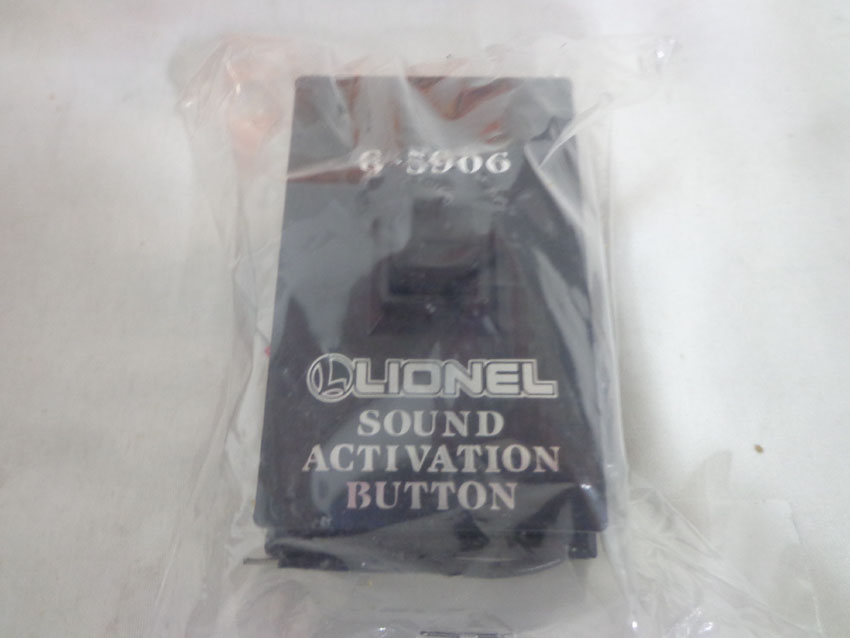 6-5906
LIONEL
SOUND
ACTIVATION
BUTTON